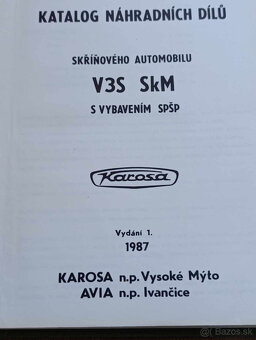 KATALOG NÁHRADNÍCH DÍLŮ
SKŘÍŇOVÉHO AUTOMOBILU
V3S SkM
S VYBAVENÍM SPŠP
Karosa
Vydání 1.
1987
KAROSA n.p. Vysoké Mýto
AVIA n.p. Ivančice
Bazos.sk